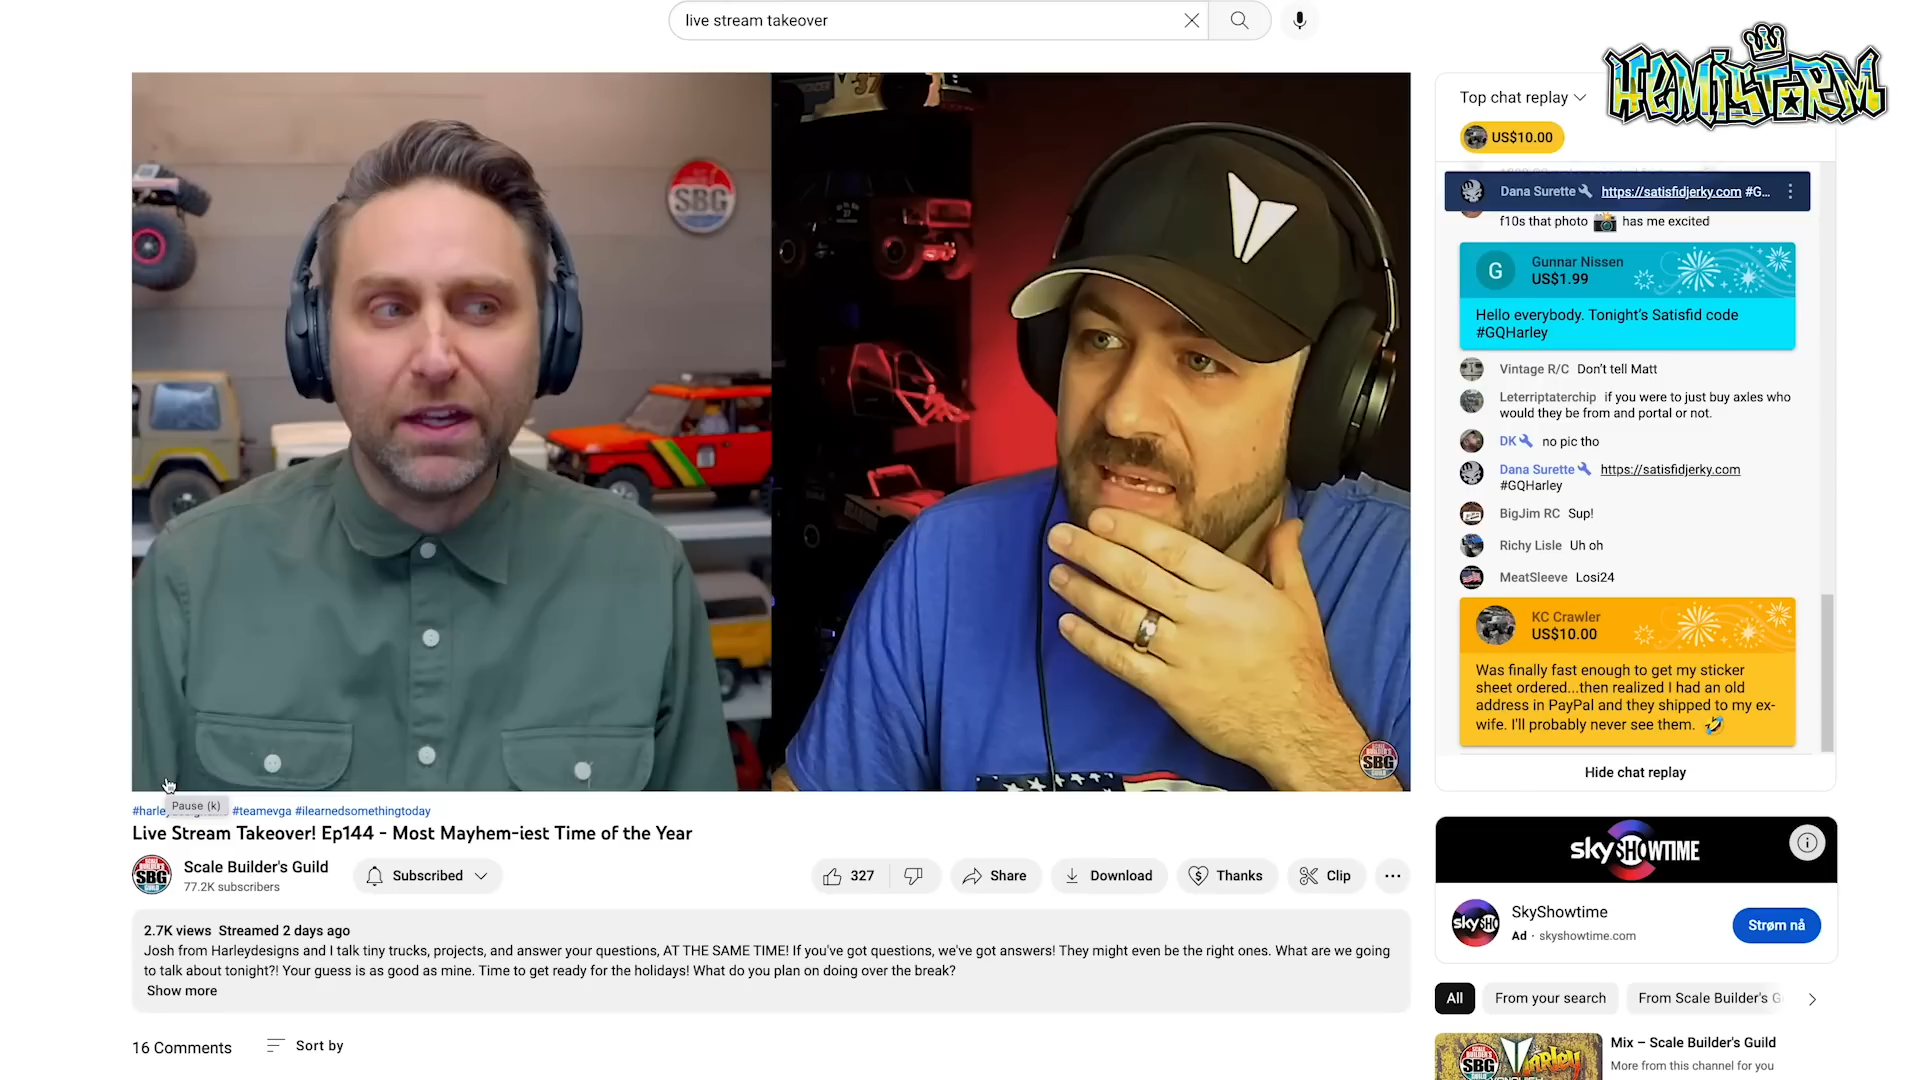 live stream takeover
HEMISTORM
37
SBG
SCALE BUILDER'S
SBG
GUILD
#teamevga #ilearnedsomethingtoday
Pause (k)
Live Stream Takeover! Ep144 - Most Mayhem-iest Time of the Year
SBG
Scale Builder's Guild
77.2K subscribers
Subscribed
327
Share
Download
Thanks
Clip
2.7K views Streamed 2 days ago
Josh from Harleydesigns and I talk tiny trucks, projects, and answer your questions, AT THE SAME TIME! If you've got questions, we've got answers! They might even be the right ones. What are we going
to talk about tonight?! Your guess is as good as mine. Time to get ready for the holidays! What do you plan on doing over the break?
Show more
16 Comments
Sort by
Top chat replay
US$10.00
Dana Surette https://satisfidjerky.com #G...
f10s that photo 📸 has me excited
G
Gunnar Nissen
US$1.99
Hello everybody. Tonight's Satisfid code
#GQHarley
Vintage R/C Don't tell Matt
Leterriptaterchip if you were to just buy axles who
would they be from and portal or not.
DK no pic tho
Dana Surette https://satisfidjerky.com
#GQHarley
BigJim RC Sup!
Richy Lisle Uh oh
MeatSleeve Losi24
KC Crawler
US$10.00
Was finally fast enough to get my sticker
sheet ordered...then realized I had an old
address in PayPal and they shipped to my ex-
wife. I'll probably never see them. 🤣
Hide chat replay
sky SHOWTIME
SkyShowtime
Ad · skyshowtime.com
Strøm nå
All
From your search
From Scale Builder's G
Mix – Scale Builder's Guild
More from this channel for you
SBG
HARLEY